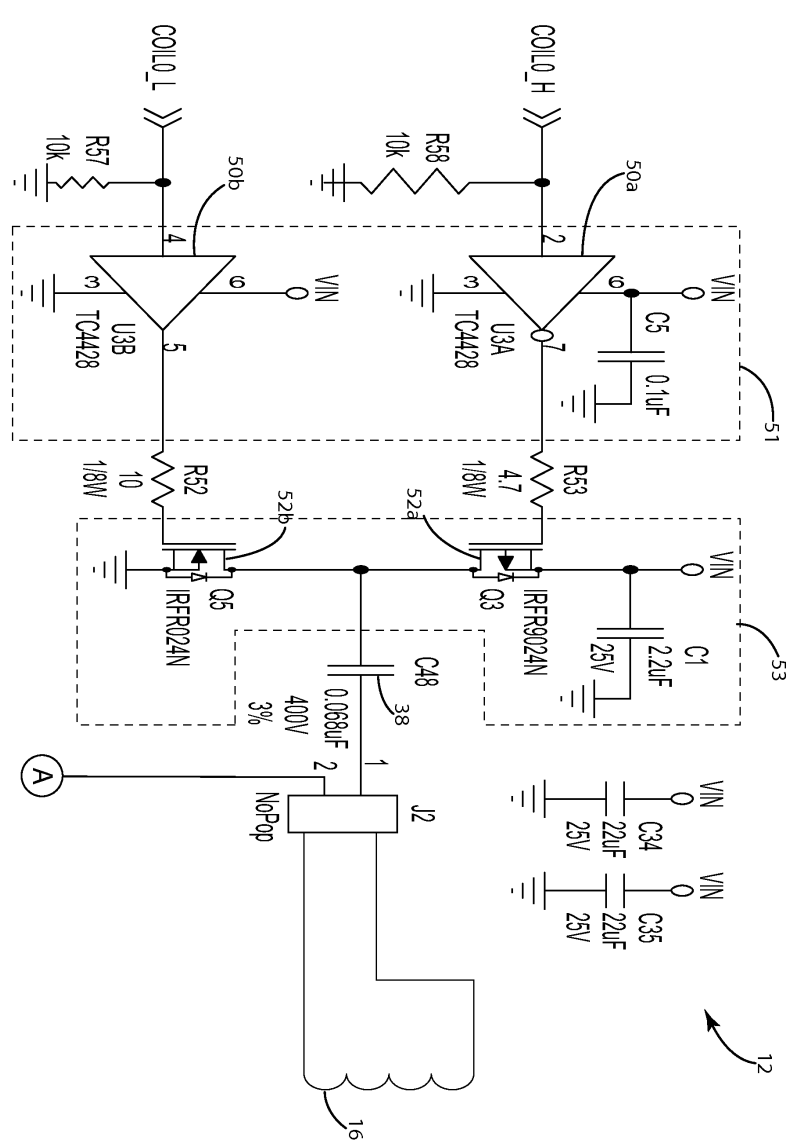 COIL0_H
R58
10k
50a
2
3
6
VIN
C5
0.1uF
U3A
TC4428
7
51
COIL0_L
R57
10k
50b
4
3
6
VIN
U3B
TC4428
5
R53
4.7
1/8W
R52
10
1/8W
52a
52b
VIN
C1
2.2uF
25V
53
Q3
IRFR9024N
Q5
IRFR024N
C48
0.068uF
400V
3%
38
1
2
J2
NoPop
A
VIN
C34
22uF
25V
VIN
C35
22uF
25V
12
16